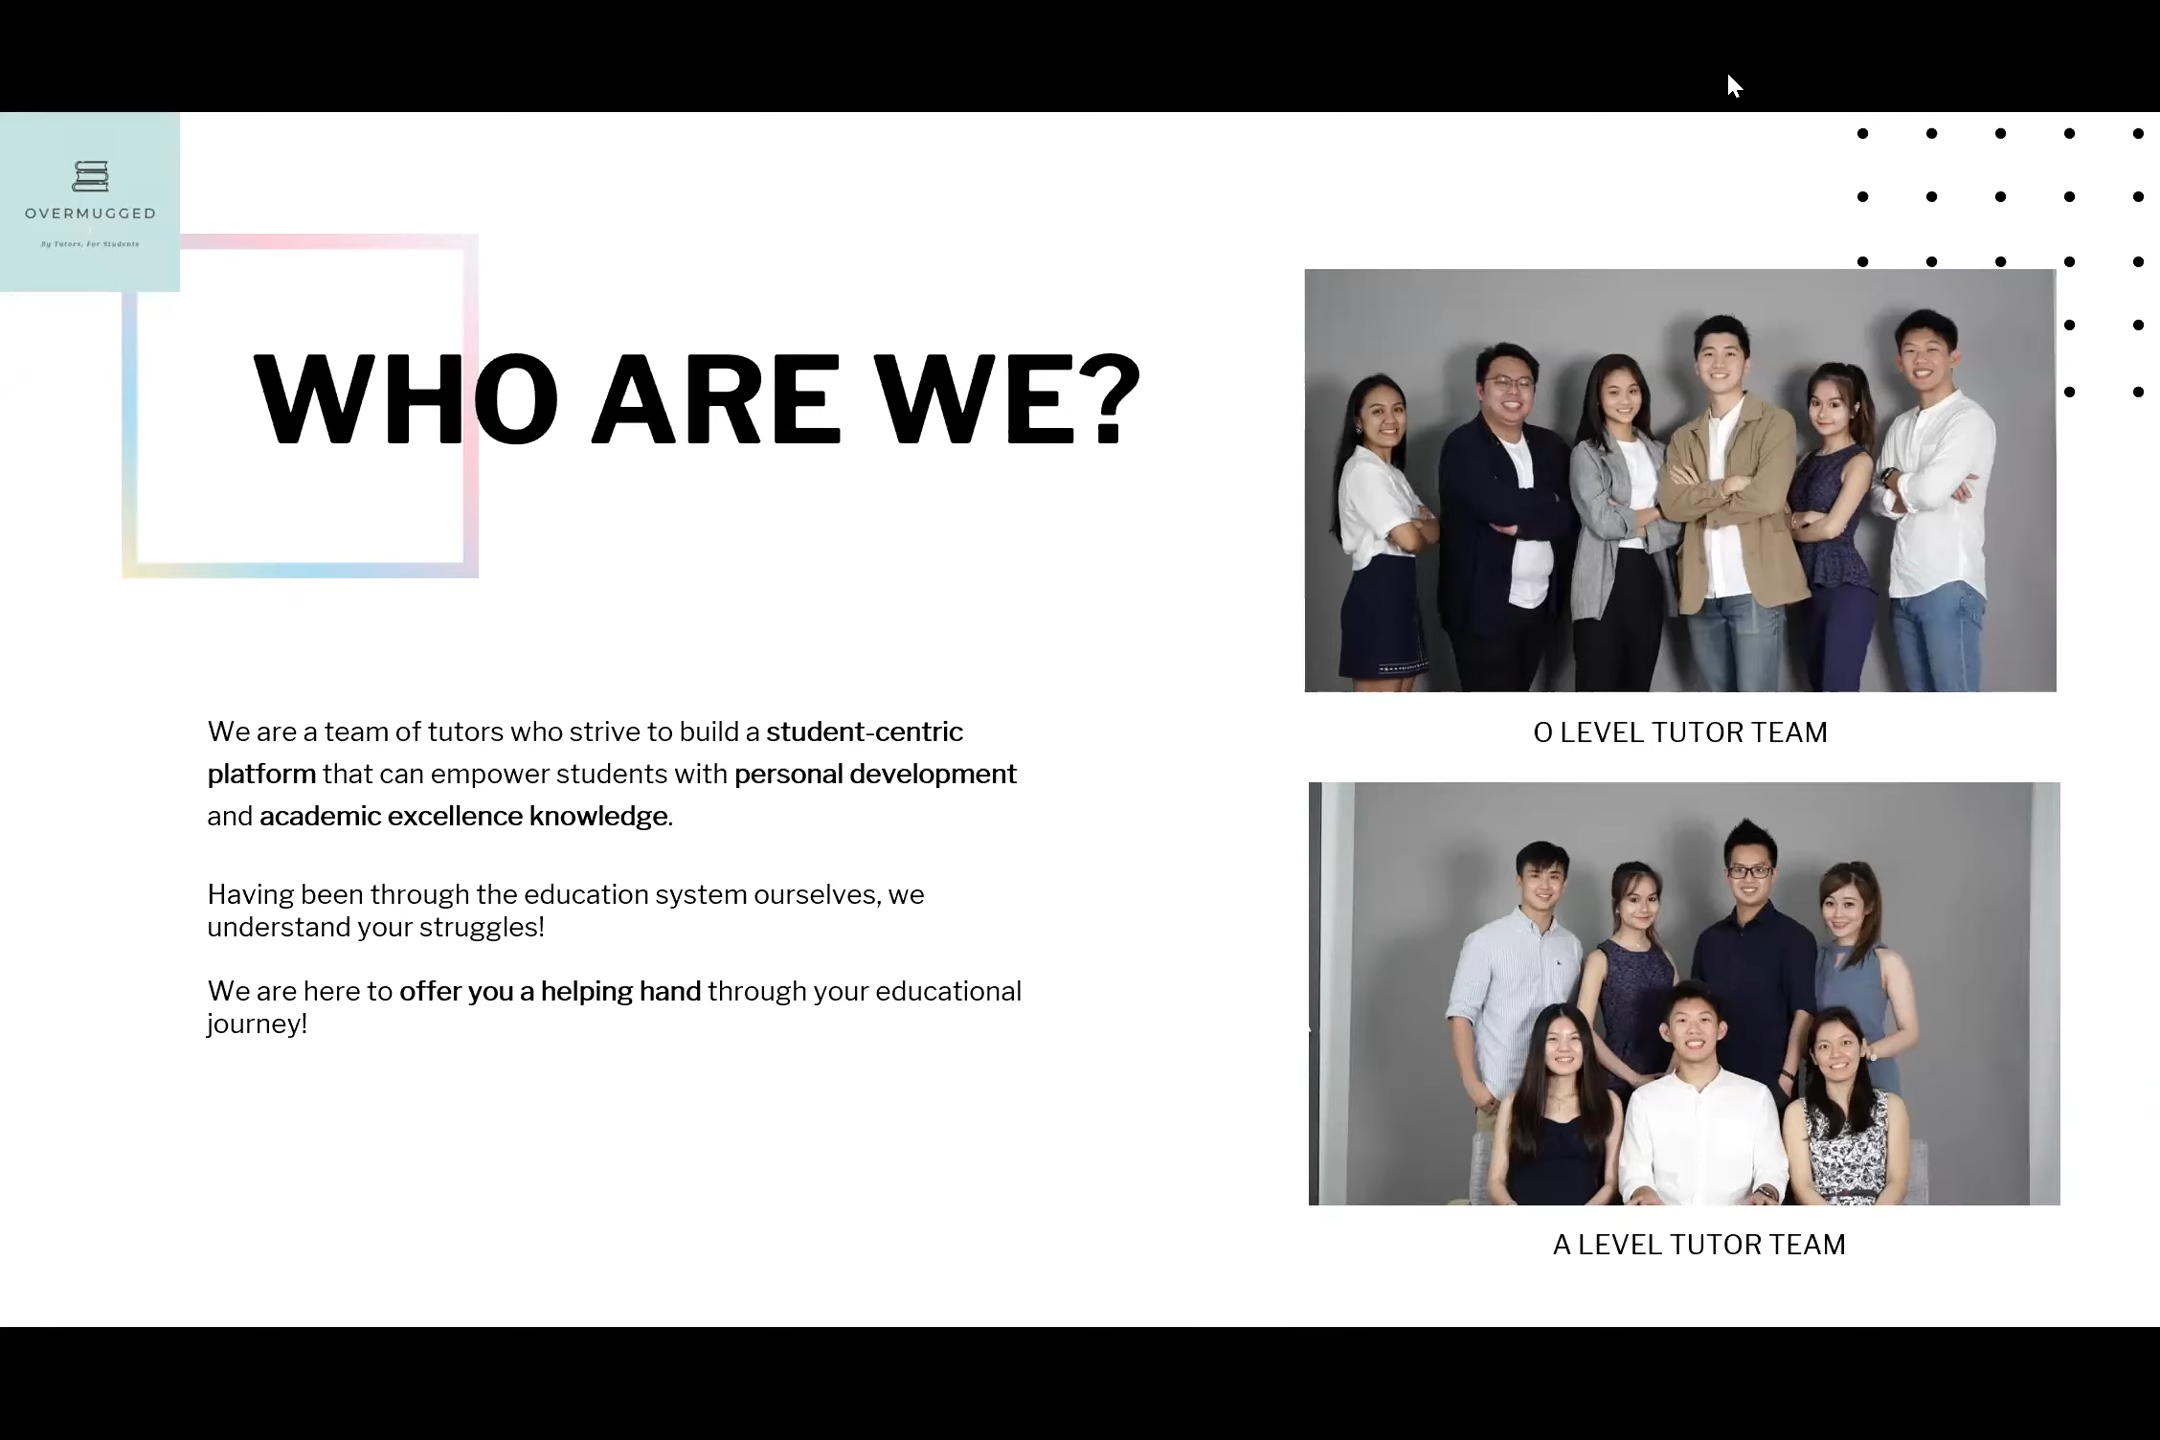 OVERMUGGED
By Tutors, For Students
WHO ARE WE?
We are a team of tutors who strive to build a student-centric
platform that can empower students with personal development
and academic excellence knowledge.
Having been through the education system ourselves, we
understand your struggles!
We are here to offer you a helping hand through your educational
journey!
O LEVEL TUTOR TEAM
A LEVEL TUTOR TEAM